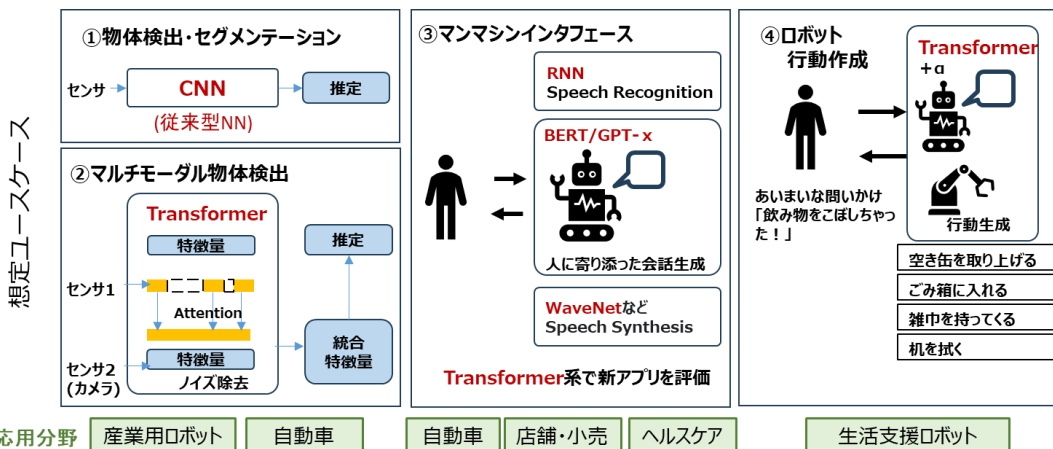 想定ユースケース
①物体検出・セグメンテーション
センサ
CNN
推定
(従来型NN)
②マルチモーダル物体検出
Transformer
特徴量
推定
センサ1
Attention
特徴量
センサ2
(カメラ)
ノイズ除去
統合
特徴量
③マンマシンインタフェース
RNN
Speech Recognition
BERT/GPT-x
人に寄り添った会話生成
WaveNetなど
Speech Synthesis
Transformer系で新アプリを評価
④ロボット
行動作成
Transformer
+α
あいまいな問いかけ
「飲み物をこぼしちゃっ
た！」
行動生成
空き缶を取り上げる
ごみ箱に入れる
雑巾を持ってくる
机を拭く
応用分野
産業用ロボット
自動車
自動車
店舗・小売
ヘルスケア
生活支援ロボット